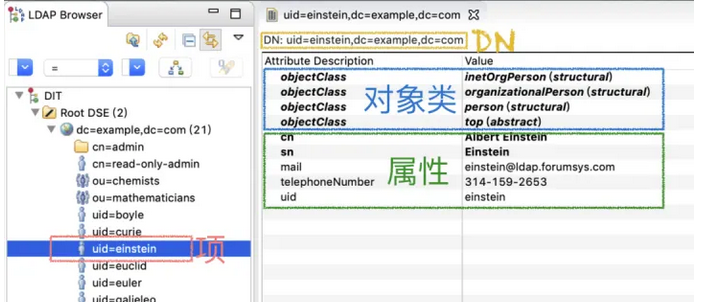 LDAP Browser
uid=einstein,dc=example,dc=com
DN: uid=einstein,dc=example,dc=com
DN
=
Attribute Description
Value
DIT
Root DSE (2)
dc=example,dc=com (21)
cn=admin
cn=read-only-admin
ou=chemists
ou=mathematicians
uid=boyle
uid=curie
uid=einstein
项
uid=euclid
uid=euler
uid=galieleo
objectClass
inetOrgPerson (structural)
objectClass
organizationalPerson (structural)
objectClass
person (structural)
objectClass
top (abstract)
对象类
cn
Albert Einstein
sn
Einstein
mail
einstein@ldap.forumsys.com
telephoneNumber
314-159-2653
uid
einstein
属性